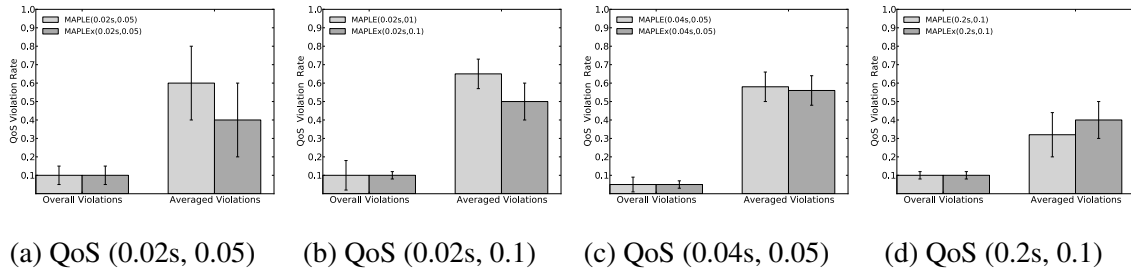 MAPLE(0.02s,0.05)
MAPLEx(0.02s,0.05)
1.0
0.9
0.8
0.7
0.6
0.5
0.4
0.3
0.2
0.1
QoS Violation Rate
Overall Violations Averaged Violations
(a) QoS (0.02s, 0.05)
MAPLE(0.02s,01)
MAPLEx(0.02s,0.1)
1.0
0.9
0.8
0.7
0.6
0.5
0.4
0.3
0.2
0.1
QoS Violation Rate
Overall Violations Averaged Violations
(b) QoS (0.02s, 0.1)
MAPLE(0.04s,0.05)
MAPLEx(0.04s,0.05)
1.0
0.9
0.8
0.7
0.6
0.5
0.4
0.3
0.2
0.1
QoS Violation Rate
Overall Violations Averaged Violations
(c) QoS (0.04s, 0.05)
MAPLE(0.2s,0.1)
MAPLEx(0.2s,0.1)
1.0
0.9
0.8
0.7
0.6
0.5
0.4
0.3
0.2
0.1
QoS Violation Rate
Overall Violations Averaged Violations
(d) QoS (0.2s, 0.1)